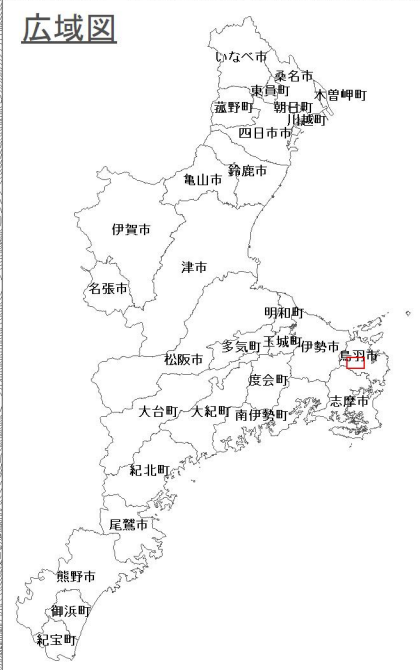 広域図
いなべ市
桑名市
東員町
木曽岬町
菰野町
朝日町
川越町
四日市市
鈴鹿市
亀山市
伊賀市
津市
名張市
明和町
玉城町
多気町
伊勢市
鳥羽市
松阪市
度会町
志摩市
大台町
大紀町
南伊勢町
紀北町
尾鷲市
熊野市
御浜町
紀宝町